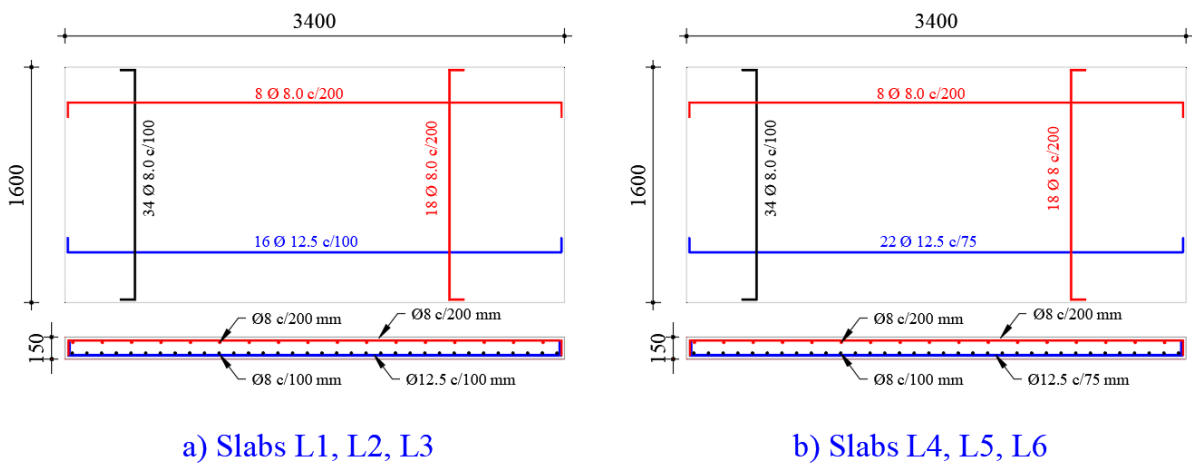 3400
1600
8 Ø 8.0 c/200
34 Ø 8.0 c/100
18 Ø 8.0 c/200
16 Ø 12.5 c/100
150
Ø8 c/200 mm
Ø8 c/200 mm
Ø8 c/100 mm
Ø12.5 c/100 mm
a) Slabs L1, L2, L3
3400
1600
8 Ø 8.0 c/200
34 Ø 8.0 c/100
18 Ø 8 c/200
22 Ø 12.5 c/75
150
Ø8 c/200 mm
Ø8 c/200 mm
Ø8 c/100 mm
Ø12.5 c/75 mm
b) Slabs L4, L5, L6